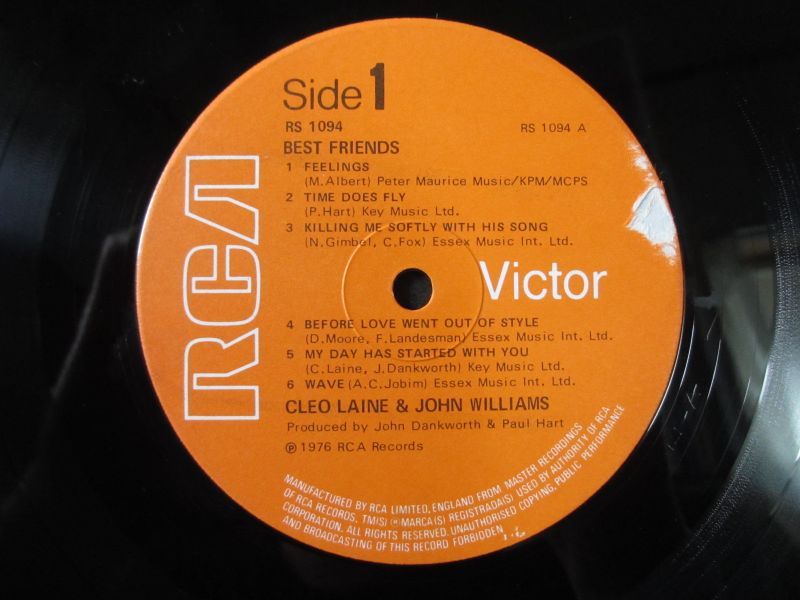 Side 1
RS 1094
RS 1094 A
BEST FRIENDS
1 FEELINGS
(M.Albert) Peter Maurice Music/KPM/MCPS
2 TIME DOES FLY
(P.Hart) Key Music Ltd.
3 KILLING ME SOFTLY WITH HIS SONG
(N.Gimbel, C.Fox) Essex Music Int. Ltd.
RCA
Victor
4 BEFORE LOVE WENT OUT OF STYLE
(D.Moore, F.Landesman) Essex Music Int. Ltd.
5 MY DAY HAS STARTED WITH YOU
(C.Laine, J.Dankworth) Key Music Ltd.
6 WAVE (A.C.Jobim) Essex Music Int. Ltd.
CLEO LAINE & JOHN WILLIAMS
Produced by John Dankworth & Paul Hart
Ⓟ 1976 RCA Records
MANUFACTURED BY RCA LIMITED, ENGLAND FROM MASTER RECORDINGS
OF RCA RECORDS. TM(S) ® MARCA(S) REGISTRADA(S) USED BY AUTHORITY OF RCA
CORPORATION. ALL RIGHTS RESERVED. UNAUTHORISED COPYING, PUBLIC PERFORMANCE
AND BROADCASTING OF THIS RECORD FORBIDDEN